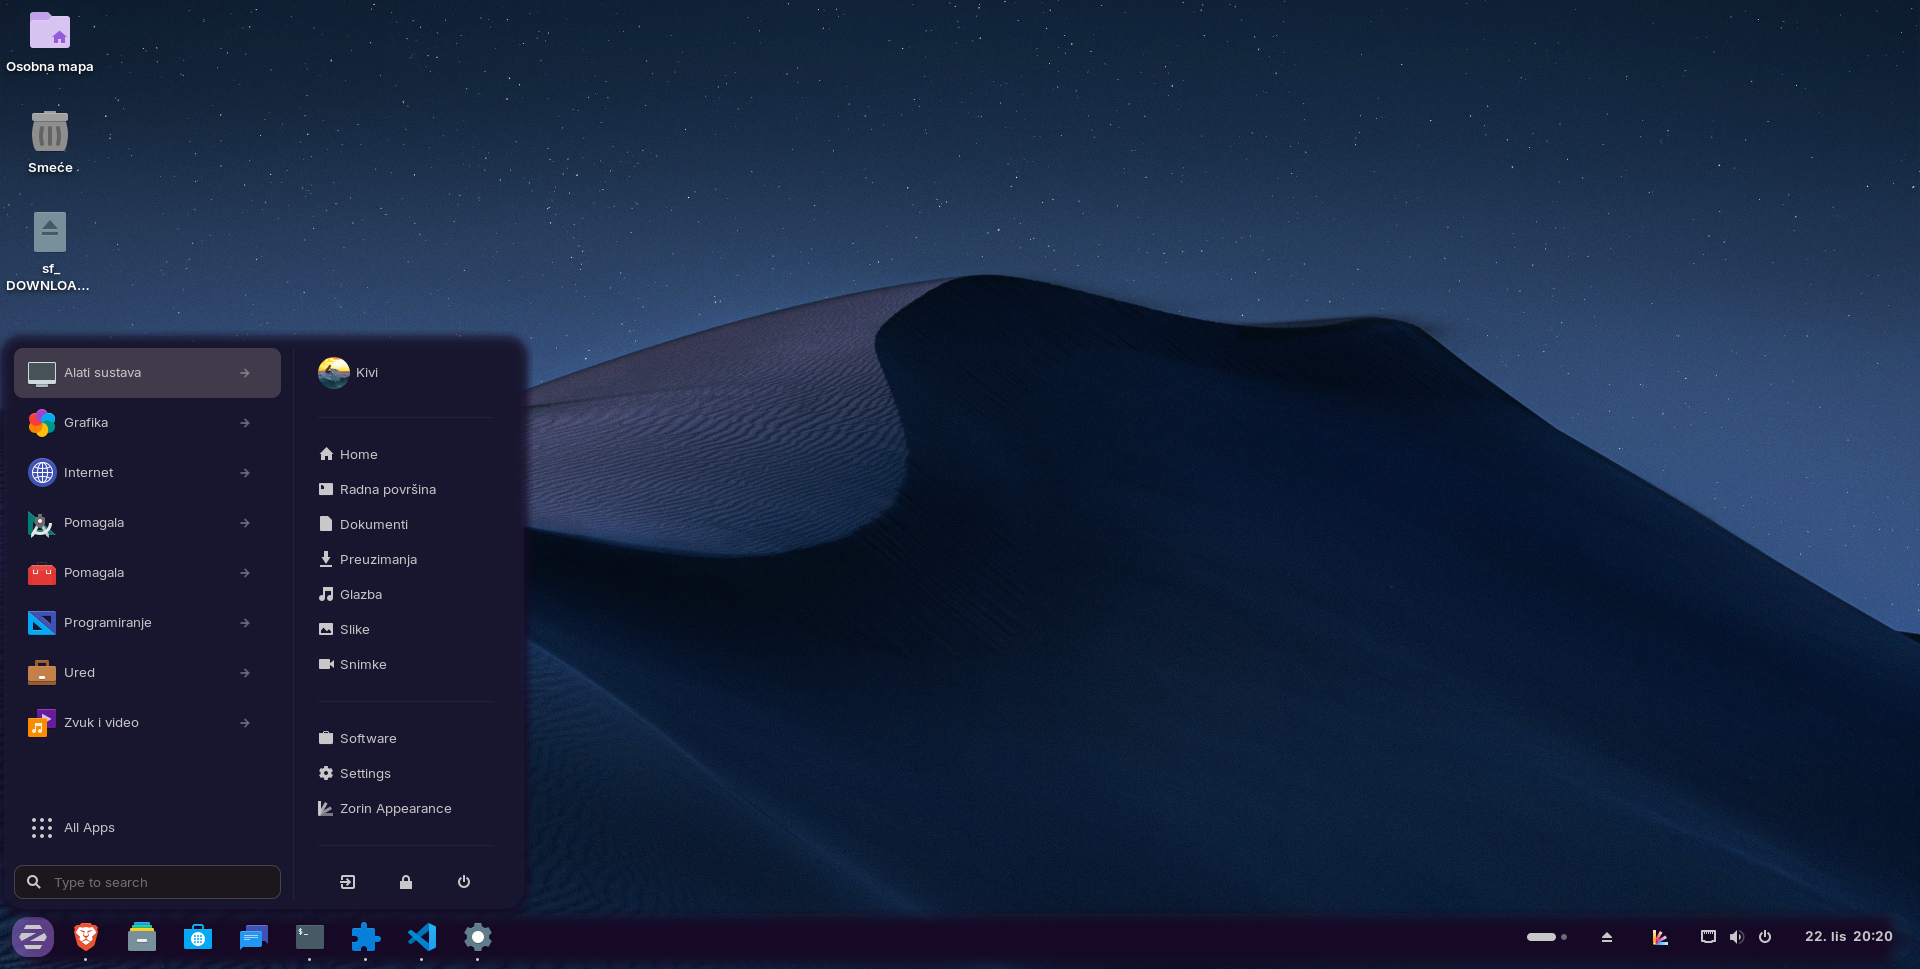 Osobna mapa
Smeće
sf_
DOWNLOA...
Alati sustava
Grafika
Internet
Pomagala
Pomagala
Programiranje
Ured
Zvuk i video
All Apps
Type to search
Kivi
Home
Radna površina
Dokumenti
Preuzimanja
Glazba
Slike
Snimke
Software
Settings
Zorin Appearance
$_
22. lis 20:20